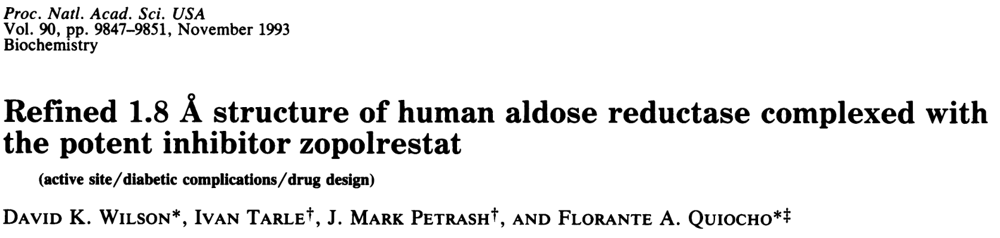 Proc. Natl. Acad. Sci. USA
Vol. 90, pp. 9847–9851, November 1993
Biochemistry
Refined 1.8 Å structure of human aldose reductase complexed with
the potent inhibitor zopolrestat
(active site/diabetic complications/drug design)
DAVID K. WILSON*, IVAN TARLE†, J. MARK PETRASH†, AND FLORANTE A. QUIOCHO*‡